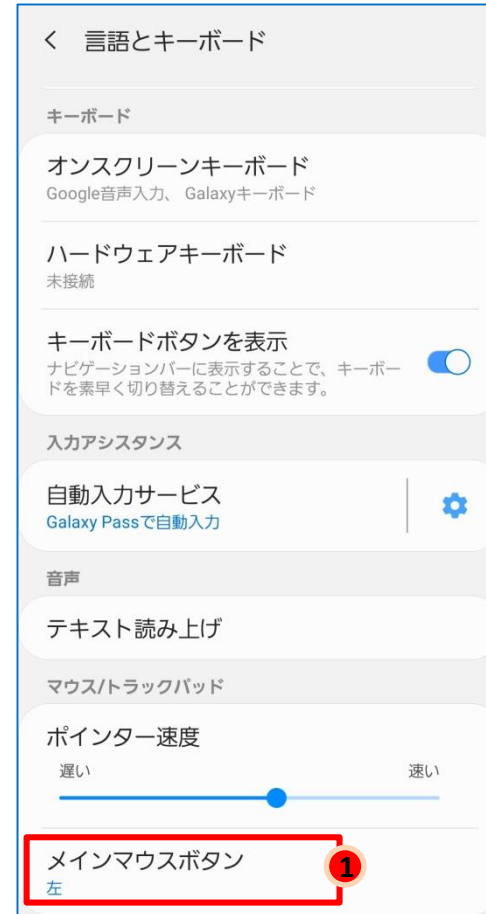 言語とキーボード
キーボード
オンスクリーンキーボード
Google音声入力、 Galaxyキーボード
ハードウェアキーボード
未接続
キーボードボタンを表示
ナビゲーションバーに表示することで、キーボー
ドを素早く切り替えることができます。
入力アシスタンス
自動入力サービス
Galaxy Passで自動入力
音声
テキスト読み上げ
マウス/トラックパッド
ポインター速度
遅い 速い
メインマウスボタン
左
1